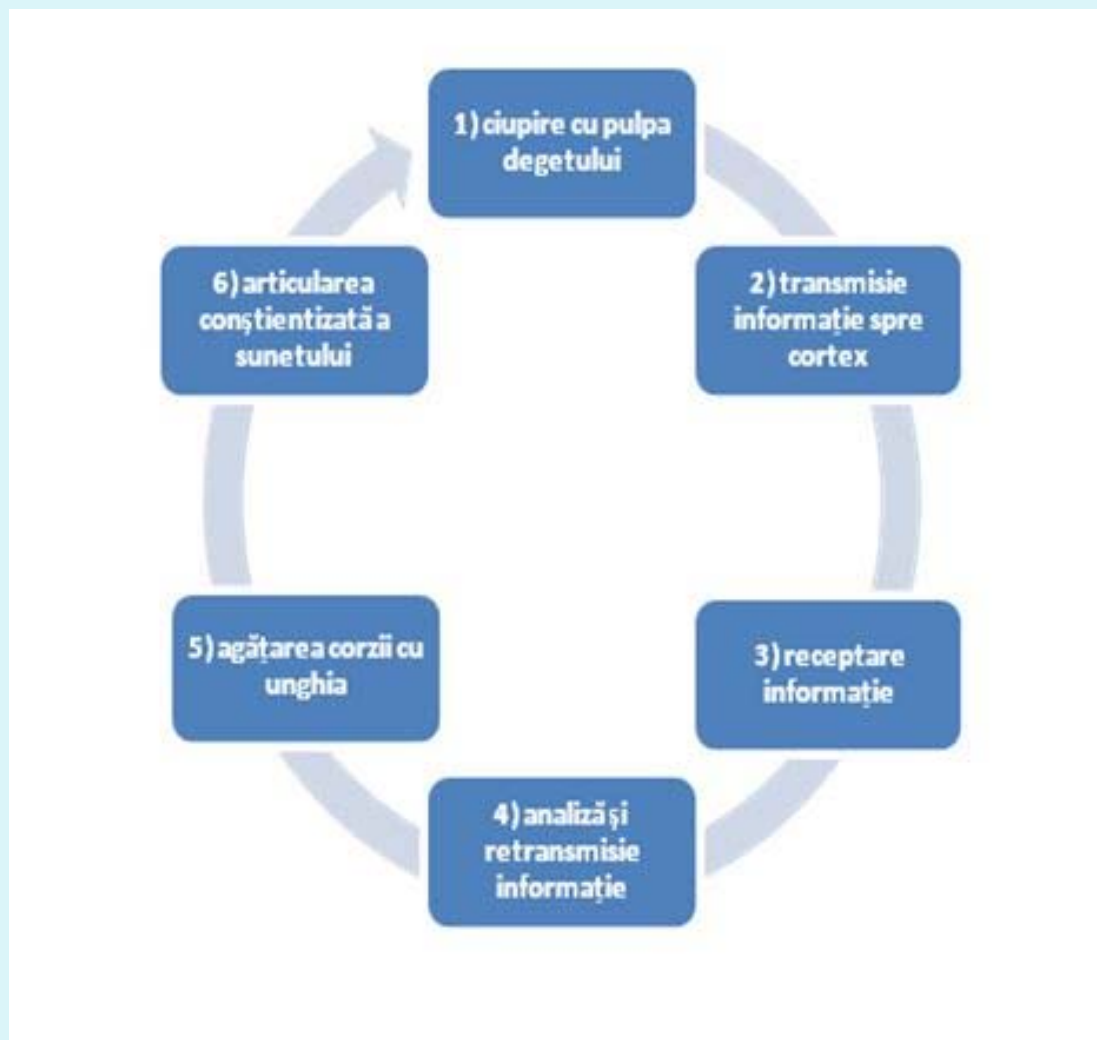 1) ciupire cu pulpa
degetului
2) transmisie
informație spre
cortex
3) receptare
informație
4) analiză și
retransmisie
informație
5) agățarea corzii cu
unghia
6) articularea
conștientizată a
sunetului